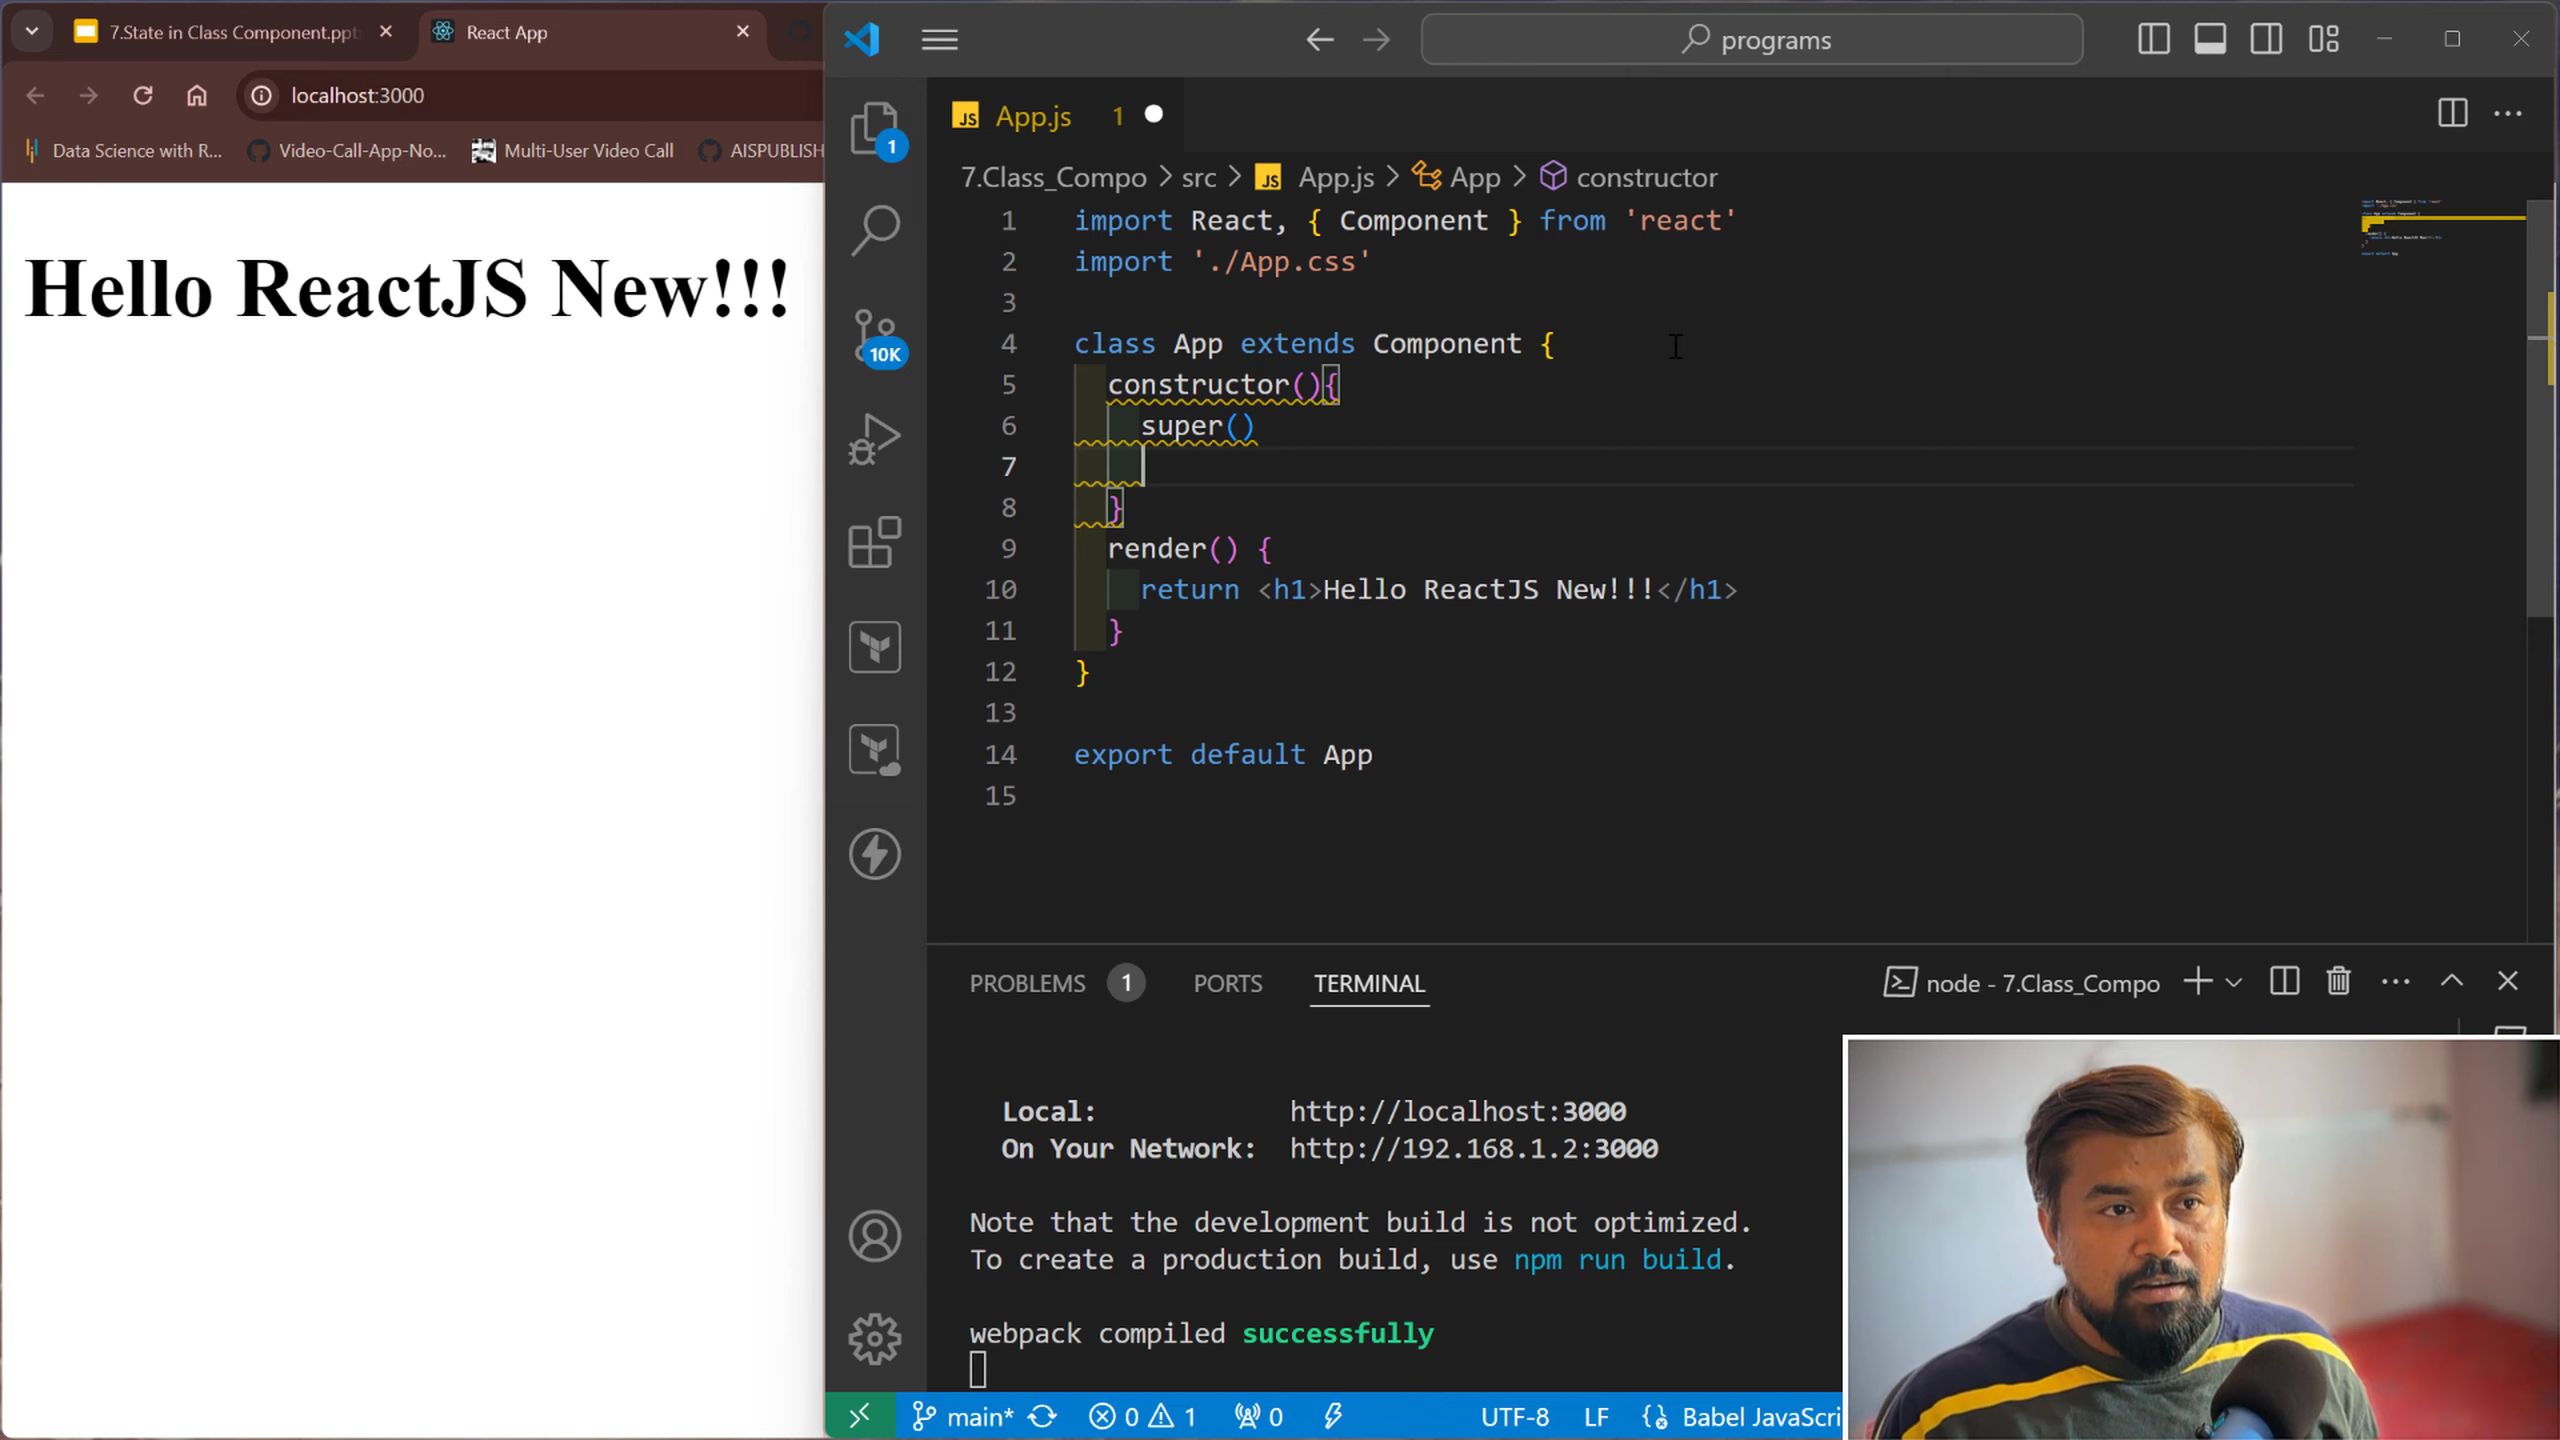 7.State in Class Component.ppt
React App
localhost:3000
Data Science with R...
Video-Call-App-No...
Multi-User Video Call
AISPUBLISH
Hello ReactJS New!!!
programs
JS App.js 1
1
10K
7.Class_Compo > src > JS App.js > App > constructor
1 import React, { Component } from 'react'
2 import './App.css'
3
4 class App extends Component {
5 constructor(){
6 super()
7
8 }
9 render() {
10 return <h1>Hello ReactJS New!!!</h1>
11 }
12 }
13
14 export default App
15
PROBLEMS 1 PORTS TERMINAL
node - 7.Class_Compo
Local: http://localhost:3000
On Your Network: http://192.168.1.2:3000
Note that the development build is not optimized.
To create a production build, use npm run build.
webpack compiled successfully
main* 0 1 0 UTF-8 LF Babel JavaScri